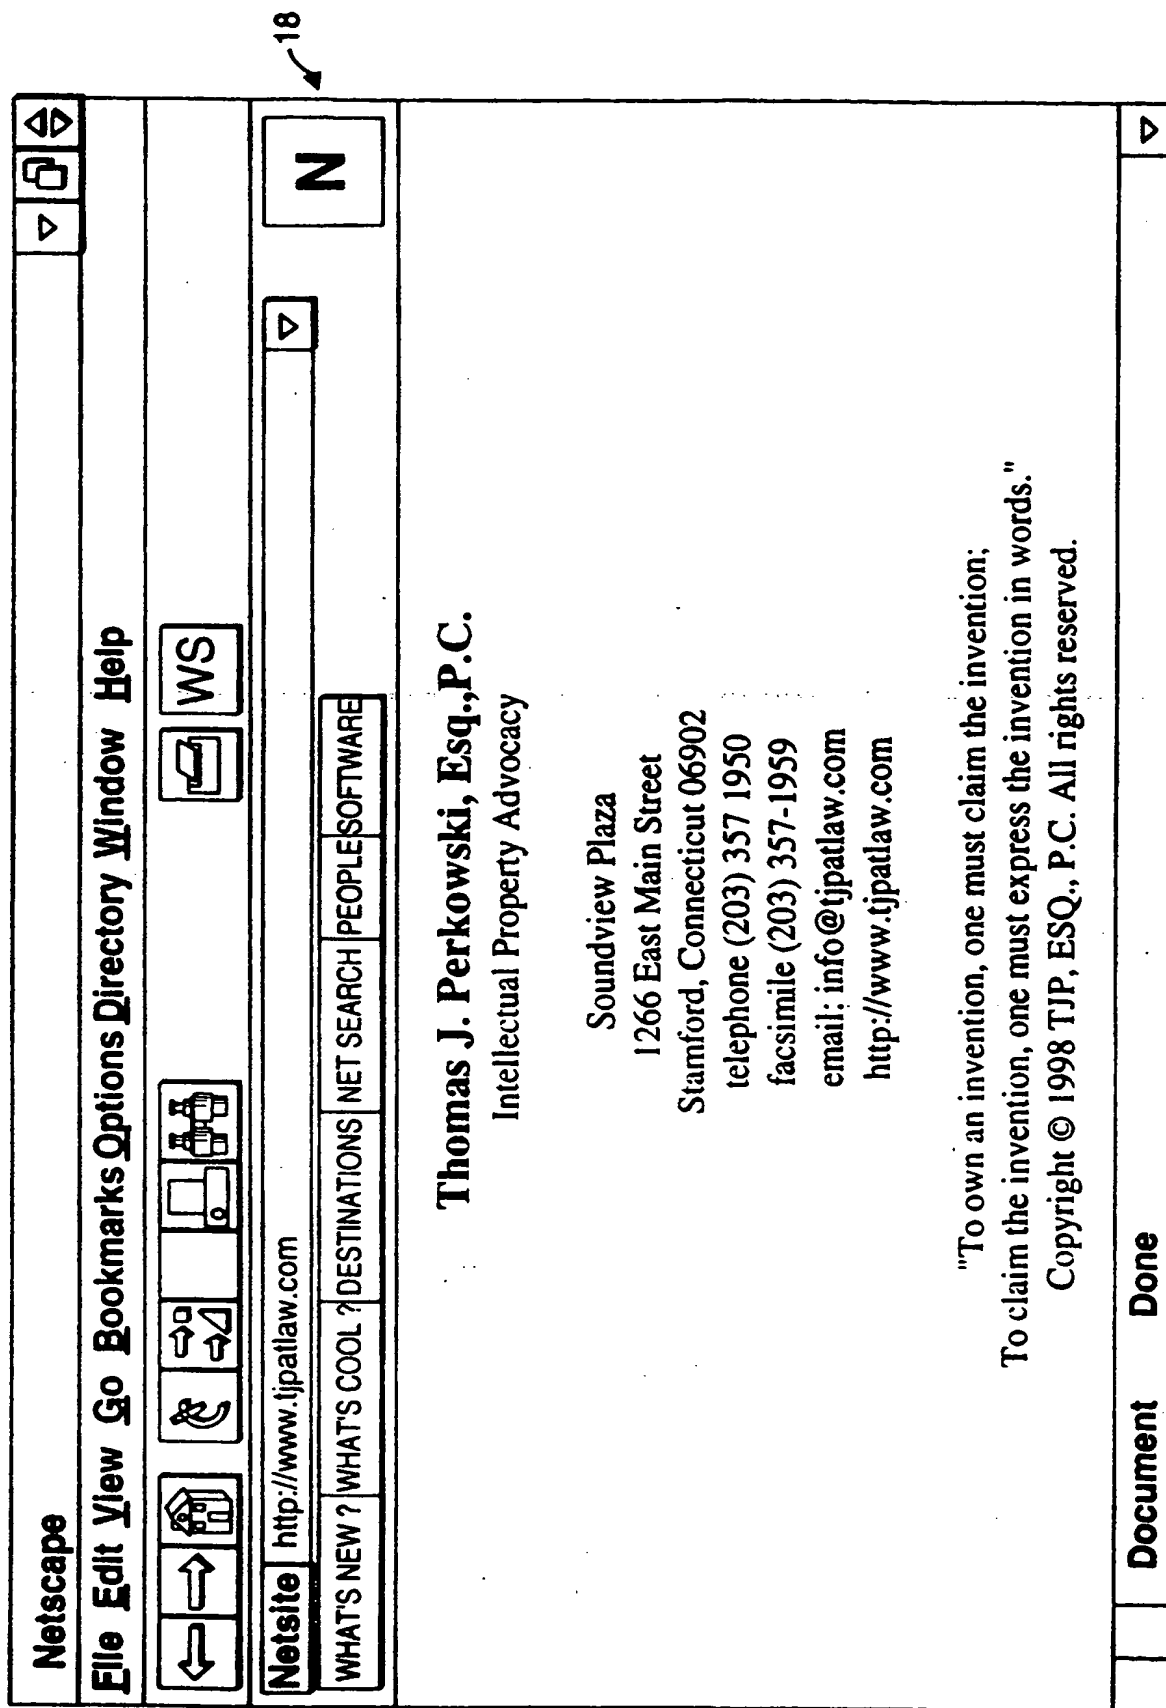 18
Netscape
File Edit View Go Bookmarks Options Directory Window Help
WS
Netsite http://www.tjpatlaw.com
N
WHAT'S NEW ? WHAT'S COOL ? DESTINATIONS NET SEARCH PEOPLE SOFTWARE
Thomas J. Perkowski, Esq.,P.C.
Intellectual Property Advocacy
Soundview Plaza
1266 East Main Street
Stamford, Connecticut 06902
telephone (203) 357 1950
facsimile (203) 357-1959
email: info@tjpatlaw.com
http://www.tjpatlaw.com
"To own an invention, one must claim the invention;
To claim the invention, one must express the invention in words."
Copyright © 1998 TJP, ESQ., P.C. All rights reserved.
Document Done